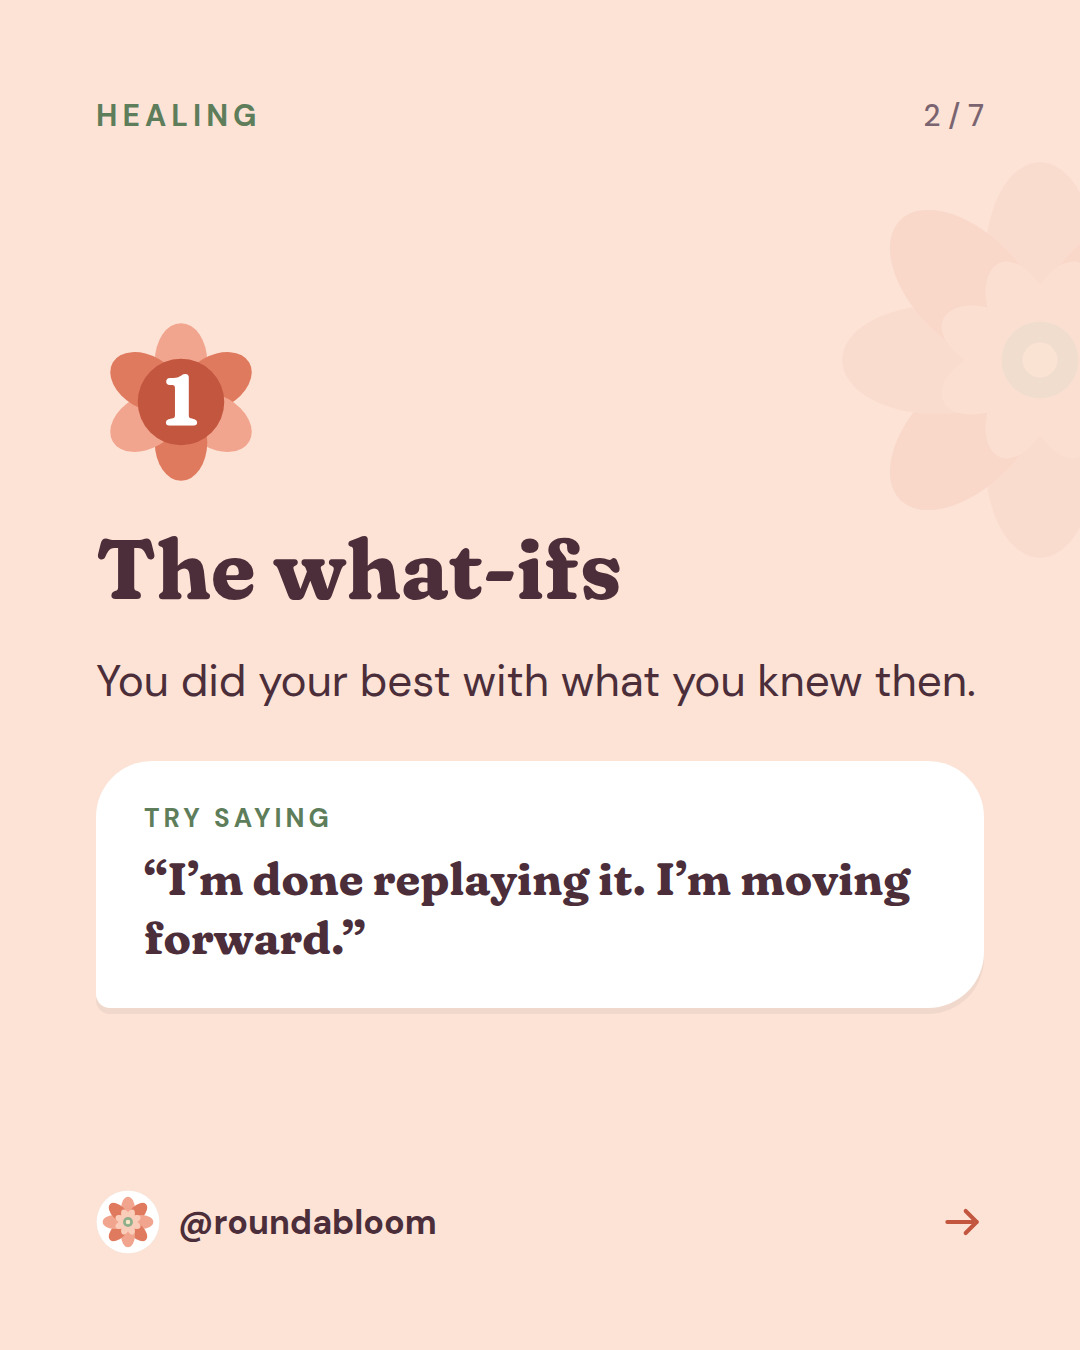 HEALING
2 / 7
1
The what-ifs
You did your best with what you knew then.
TRY SAYING
“I’m done replaying it. I’m moving
forward.”
@roundabloom